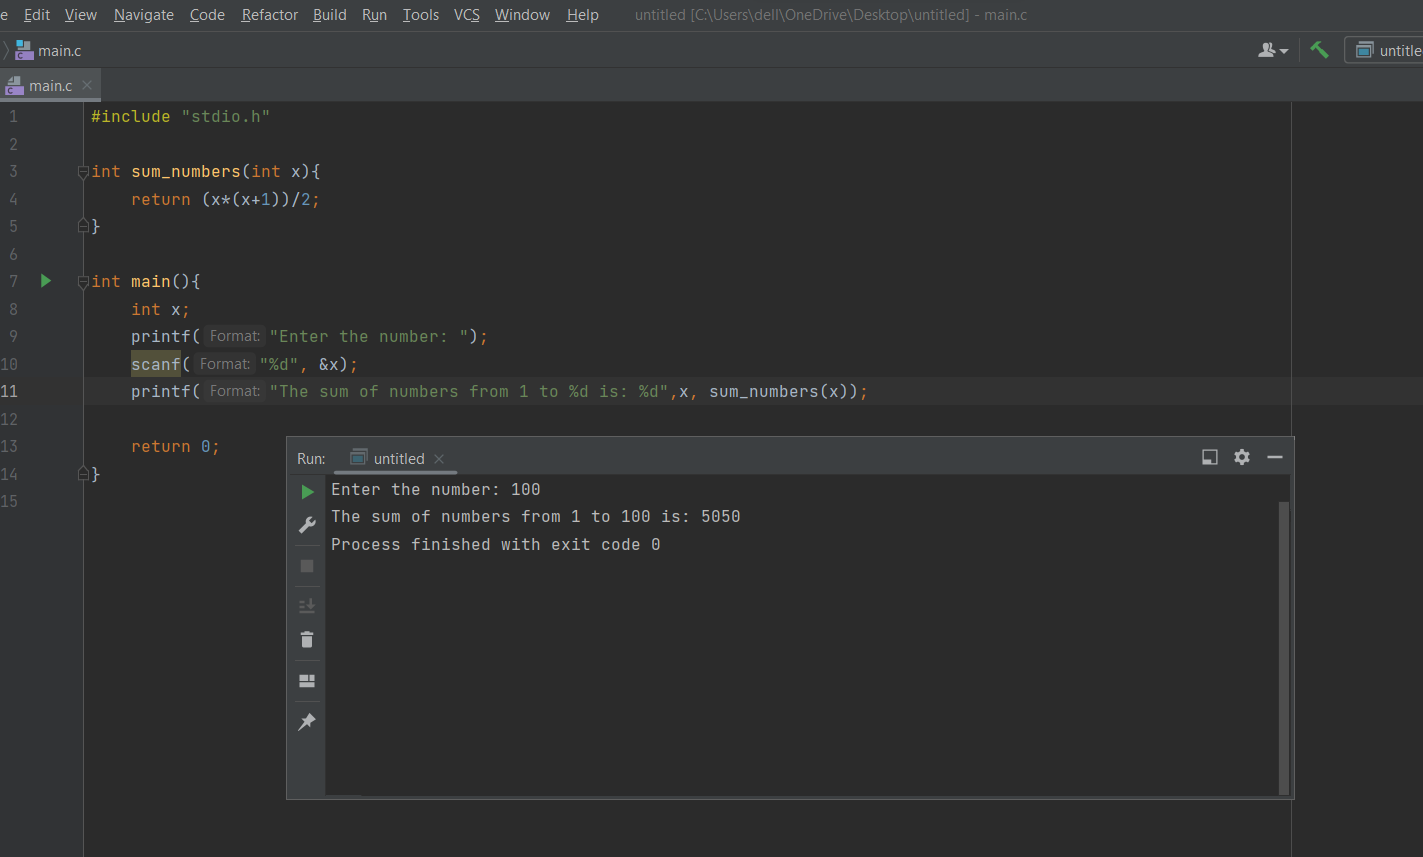 Edit View Navigate Code Refactor Build Run Tools VCS Window Help untitled [C:\Users\dell\OneDrive\Desktop\untitled] - main.c
main.c
main.c
1 #include "stdio.h"
2
3 int sum_numbers(int x){
4 return (x*(x+1))/2;
5 }
6
7 int main(){
8 int x;
9 printf( Format: "Enter the number: ");
10 scanf( Format: "%d", &x);
11 printf( Format: "The sum of numbers from 1 to %d is: %d",x, sum_numbers(x));
12
13 return 0;
14 }
15
Run: untitled
Enter the number: 100
The sum of numbers from 1 to 100 is: 5050
Process finished with exit code 0